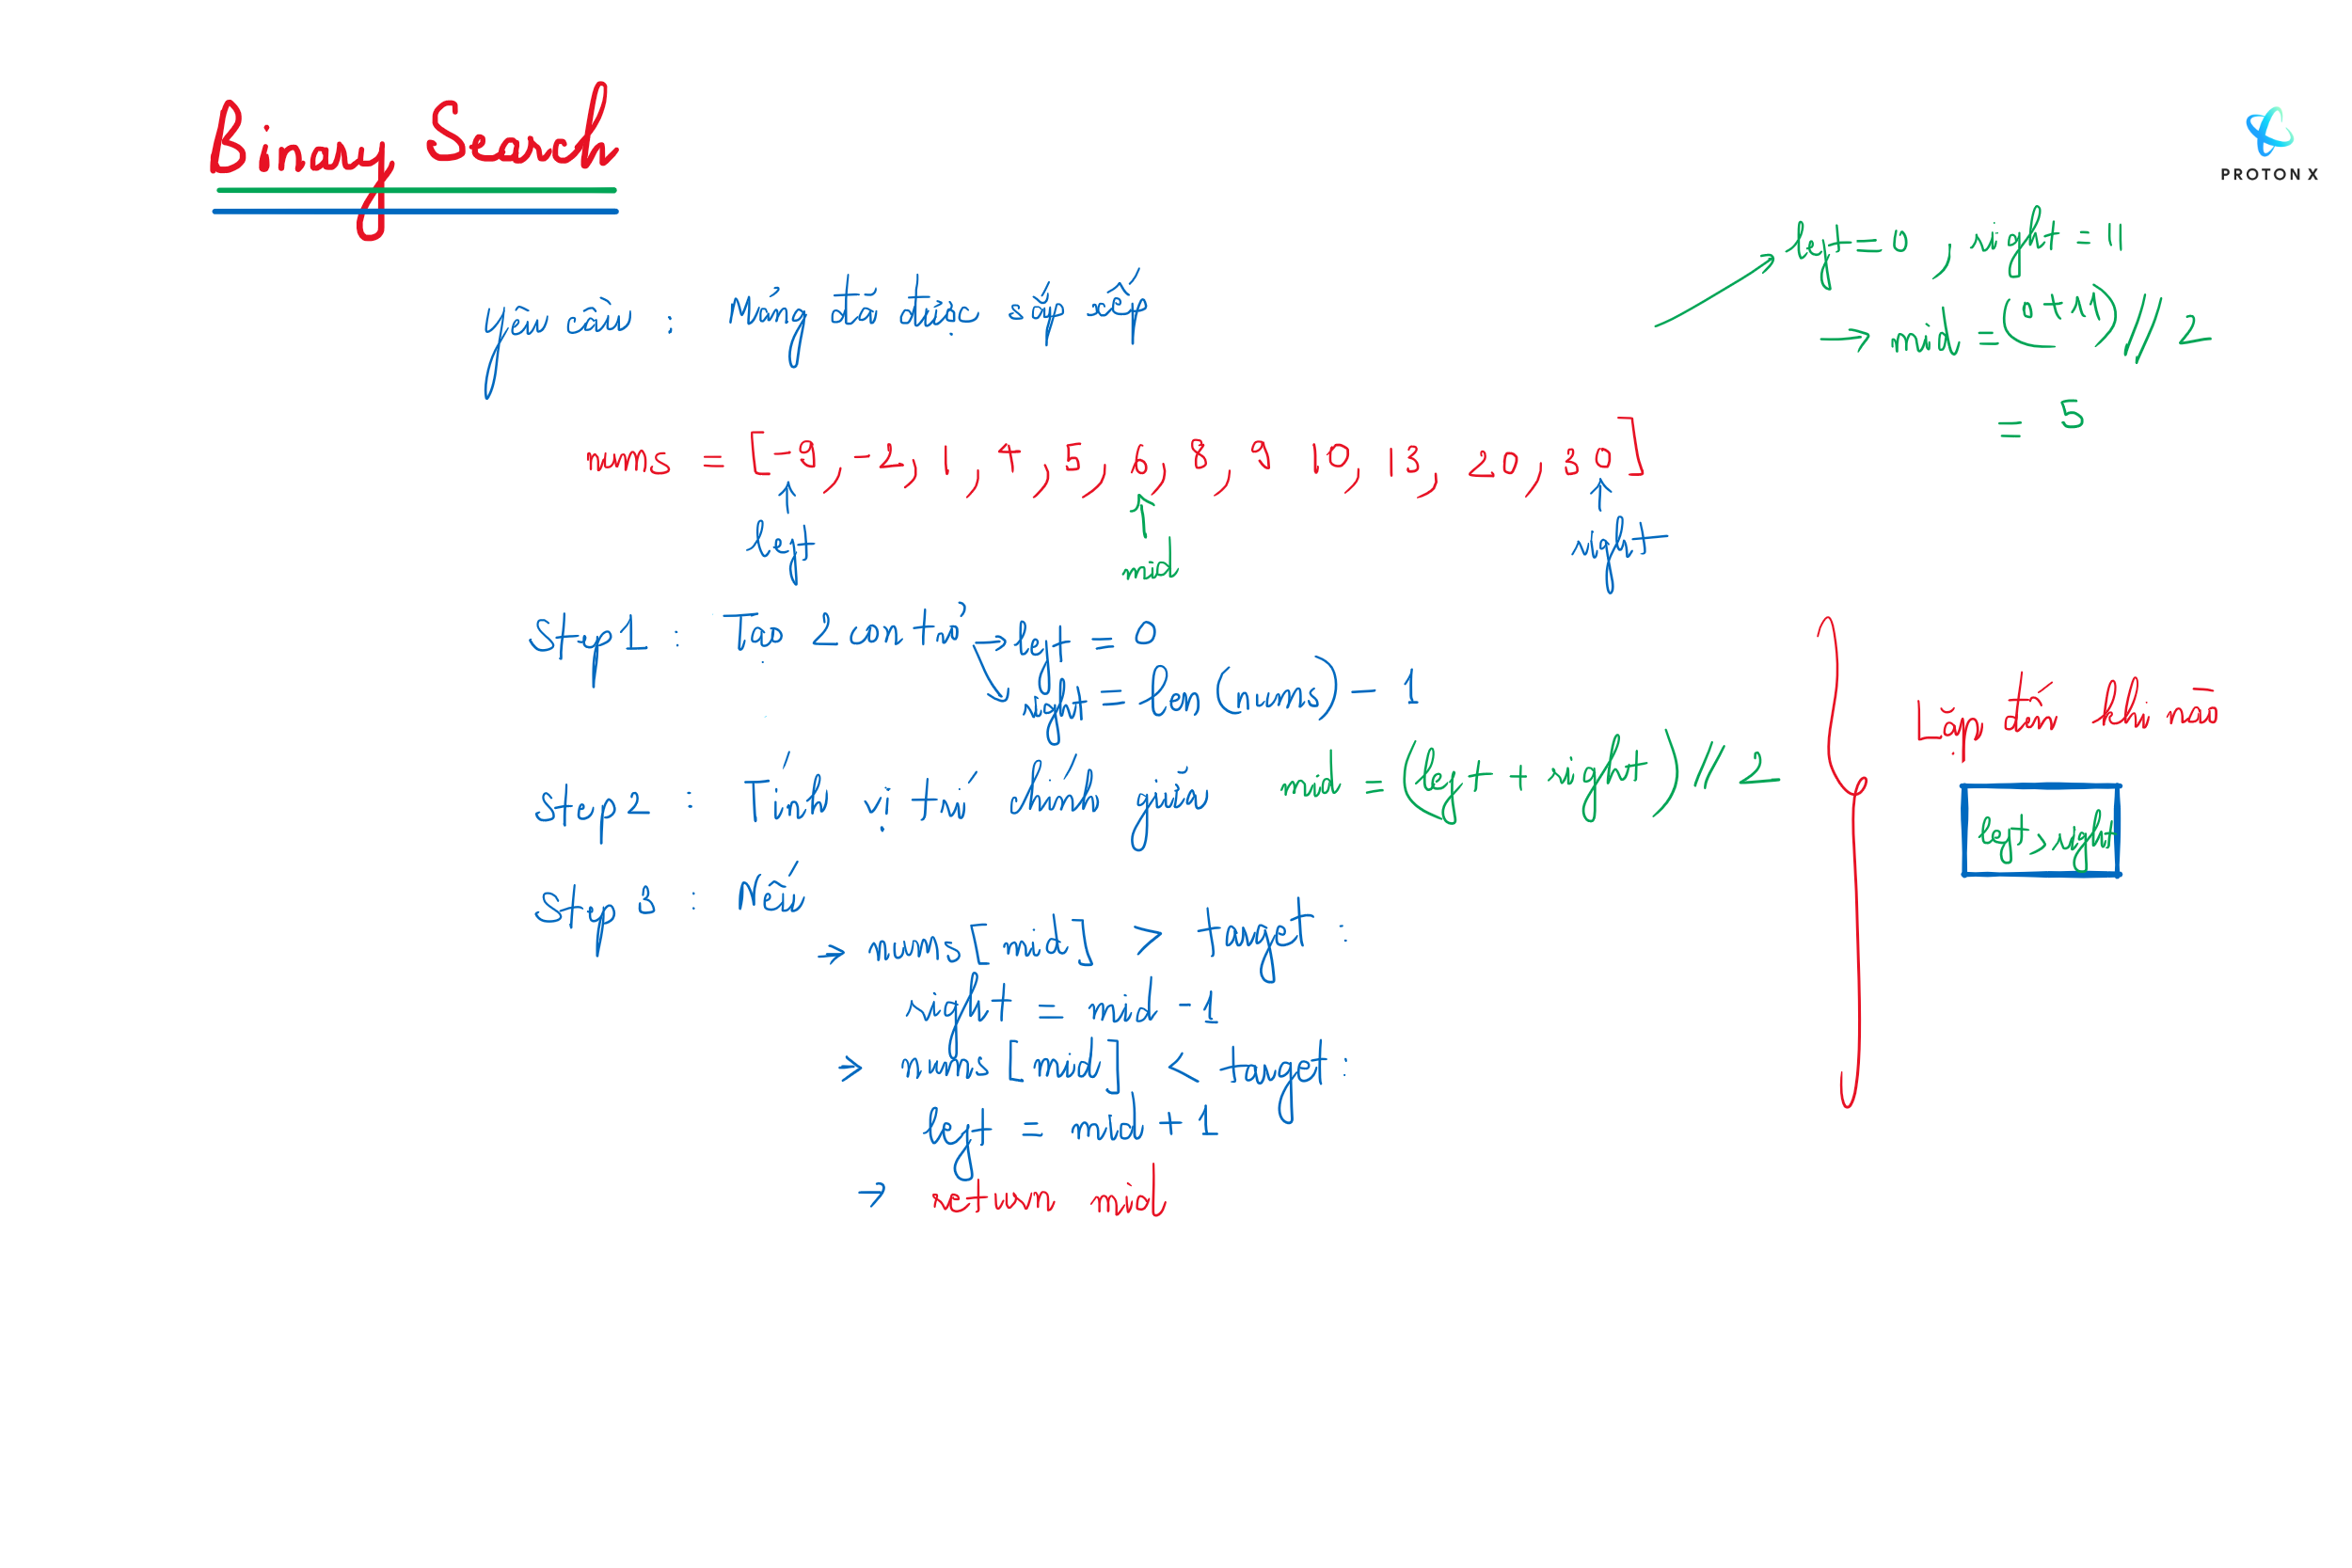 Binary Search
PROTON X
left = 0, right = 11
→ mid = (0 + 11) // 2
= 5
Yêu cầu : Mảng đã được sắp xếp
nums = [-9, -2, 1, 4, 5, 6, 8, 9 10, 13, 20, 30]
left
mid
right
Step1 : Tạo 2 con trỏ → left = 0
right = len(nums) - 1
Step2 : Tính vị trí chính giữa mid = (left + right) // 2
Step 3 : Nếu
→ nums[mid] > target :
right = mid - 1
> nums[mid] < target :
left = mid + 1
→ return mid
Lặp đến khi nào
left > right